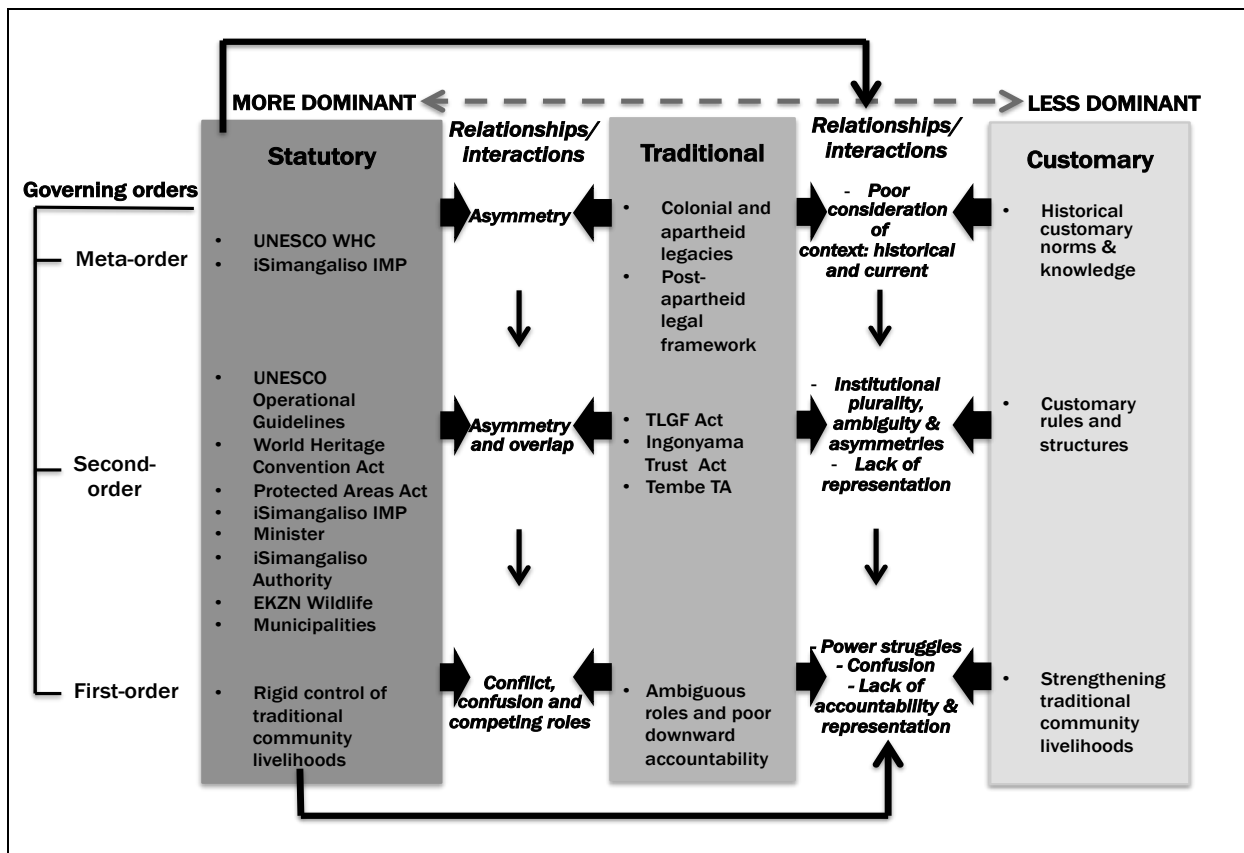 MORE DOMINANT
LESS DOMINANT
Governing orders
Meta-order
Second-
order
First-order
Statutory
• UNESCO WHC
• iSimangaliso IMP
• UNESCO
Operational
Guidelines
• World Heritage
Convention Act
• Protected Areas Act
• iSimangaliso IMP
• Minister
• iSimangaliso
Authority
• EKZN Wildlife
• Municipalities
• Rigid control of
traditional
community
livelihoods
Relationships/
interactions
Asymmetry
Asymmetry
and overlap
Conflict,
confusion and
competing roles
Traditional
• Colonial and
apartheid
legacies
• Post-
apartheid
legal
framework
• TLGF Act
• Ingonyama
Trust Act
• Tembe TA
• Ambiguous
roles and poor
downward
accountability
Relationships/
interactions
- Poor
consideration
of
context: historical
and current
- Institutional
plurality,
ambiguity &
asymmetries
- Lack of
representation
- Power struggles
- Confusion
- Lack of
accountability &
representation
Customary
• Historical
customary
norms &
knowledge
• Customary
rules and
structures
• Strengthening
traditional
community
livelihoods